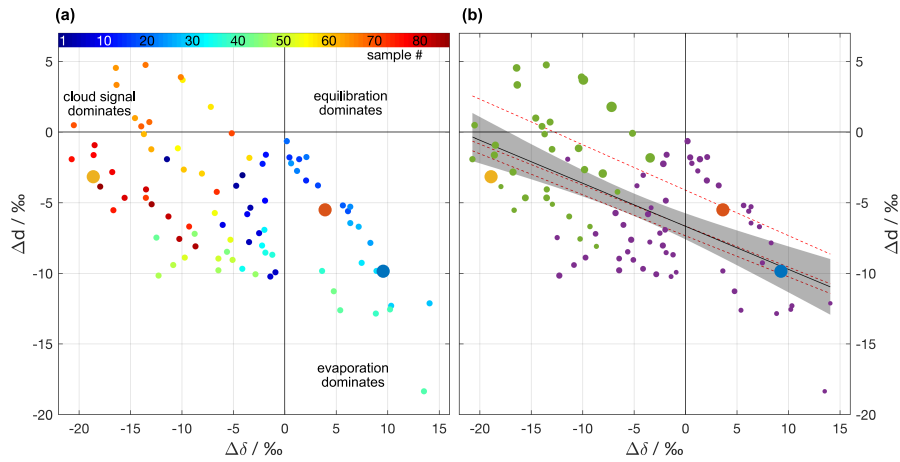 (a)
(b)
1 10 20 30 40 50 60 70 80
sample #
cloud signal
dominates
equilibration
dominates
evaporation
dominates
5
0
-5
-10
-15
-20
Δd / ‰
-20 -15 -10 -5 0 5 10 15
Δδ / ‰
5
0
-5
-10
-15
-20
Δd / ‰
-20 -15 -10 -5 0 5 10 15
Δδ / ‰